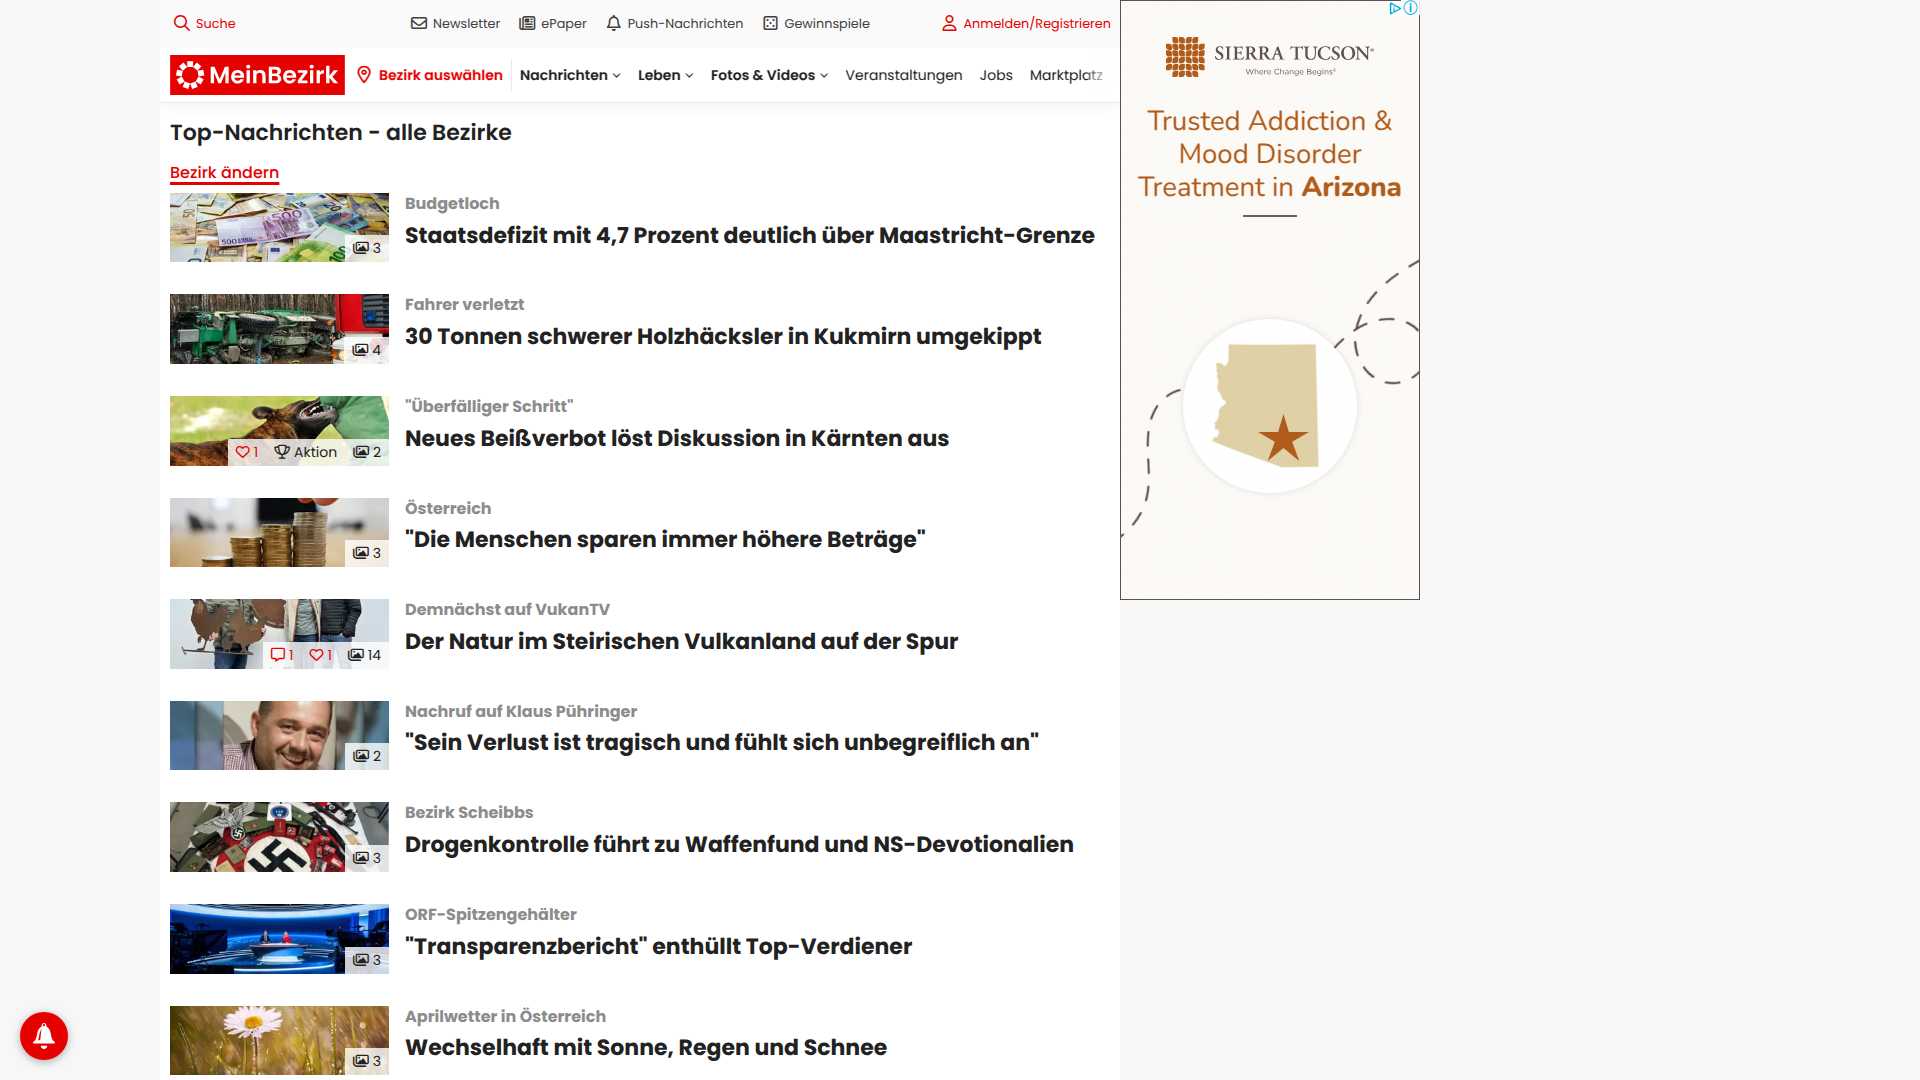 Suche
Newsletter
ePaper
Push-Nachrichten
Gewinnspiele
Anmelden/Registrieren
MeinBezirk
Bezirk auswählen
Nachrichten
Leben
Fotos & Videos
Veranstaltungen
Jobs
Marktplatz
Top-Nachrichten - alle Bezirke
Bezirk ändern
3
Budgetloch
Staatsdefizit mit 4,7 Prozent deutlich über Maastricht-Grenze
4
Fahrer verletzt
30 Tonnen schwerer Holzhäcksler in Kukmirn umgekippt
1 Aktion 2
"Überfälliger Schritt"
Neues Beißverbot löst Diskussion in Kärnten aus
3
Österreich
"Die Menschen sparen immer höhere Beträge"
1 1 14
Demnächst auf VukanTV
Der Natur im Steirischen Vulkanland auf der Spur
2
Nachruf auf Klaus Pühringer
"Sein Verlust ist tragisch und fühlt sich unbegreiflich an"
3
Bezirk Scheibbs
Drogenkontrolle führt zu Waffenfund und NS-Devotionalien
3
ORF-Spitzengehälter
"Transparenzbericht" enthüllt Top-Verdiener
3
Aprilwetter in Österreich
Wechselhaft mit Sonne, Regen und Schnee
SIERRA TUCSON®
Where Change Begins®
Trusted Addiction &
Mood Disorder
Treatment in Arizona